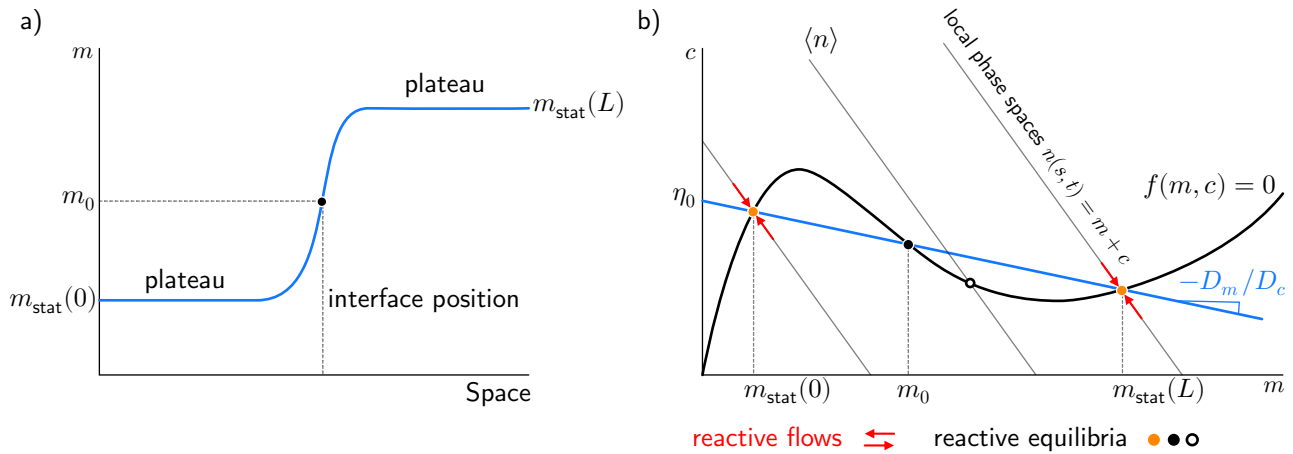 a)
m
plateau
m_stat(L)
m_0
plateau
m_stat(0)
interface position
Space
b)
c
⟨n⟩
local phase spaces n(s, t) = m + c
f(m, c) = 0
η_0
−D_m/D_c
m_stat(0)
m_0
m_stat(L)
m
reactive flows
reactive equilibria